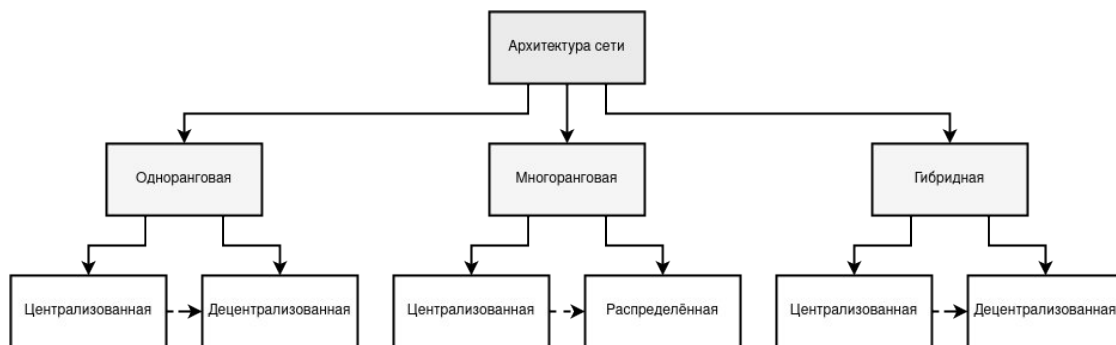 Архитектура сети
Одноранговая
Многоранговая
Гибридная
Централизованная
Децентрализованная
Централизованная
Распределённая
Централизованная
Децентрализованная